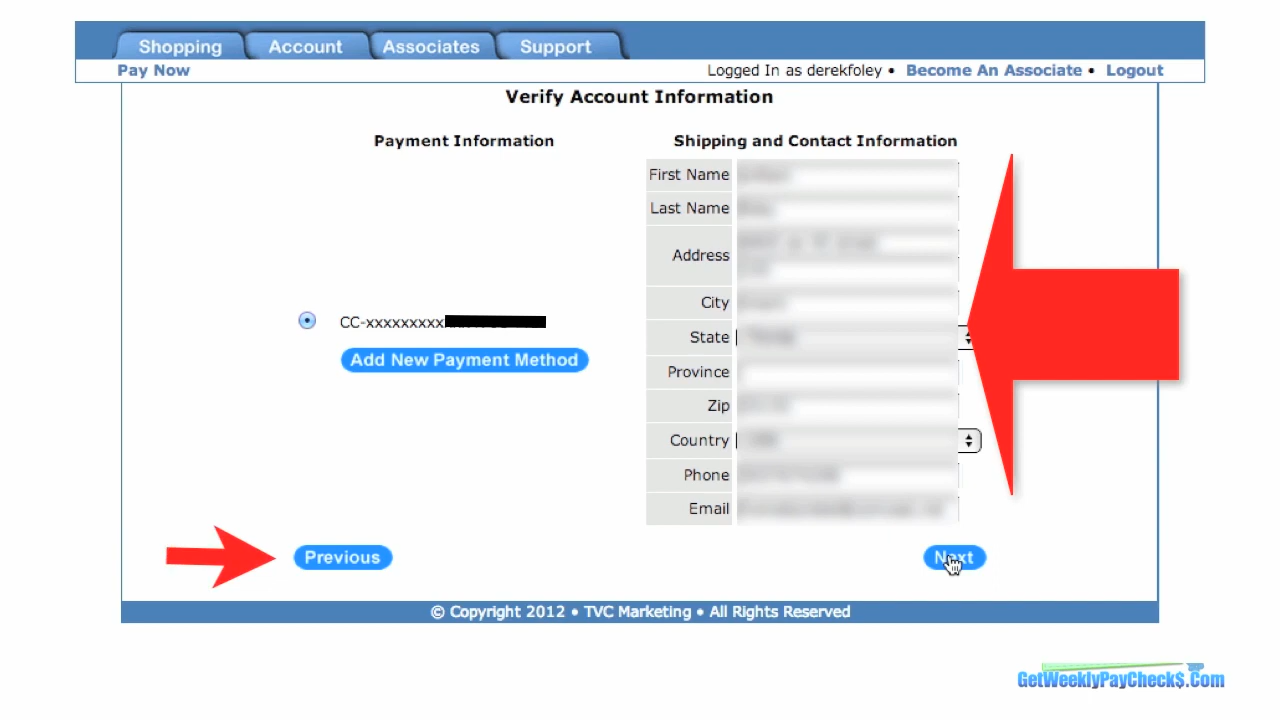 Shopping Account Associates Support
Pay Now Logged In as derekfoley • Become An Associate • Logout
Verify Account Information
Payment Information
CC-xxxxxxxxx
Add New Payment Method
Shipping and Contact Information
First Name
Last Name
Address
City
State
Province
Zip
Country
Phone
Email
Previous
Next
© Copyright 2012 • TVC Marketing • All Rights Reserved
GetWeeklyPayCheck$.Com